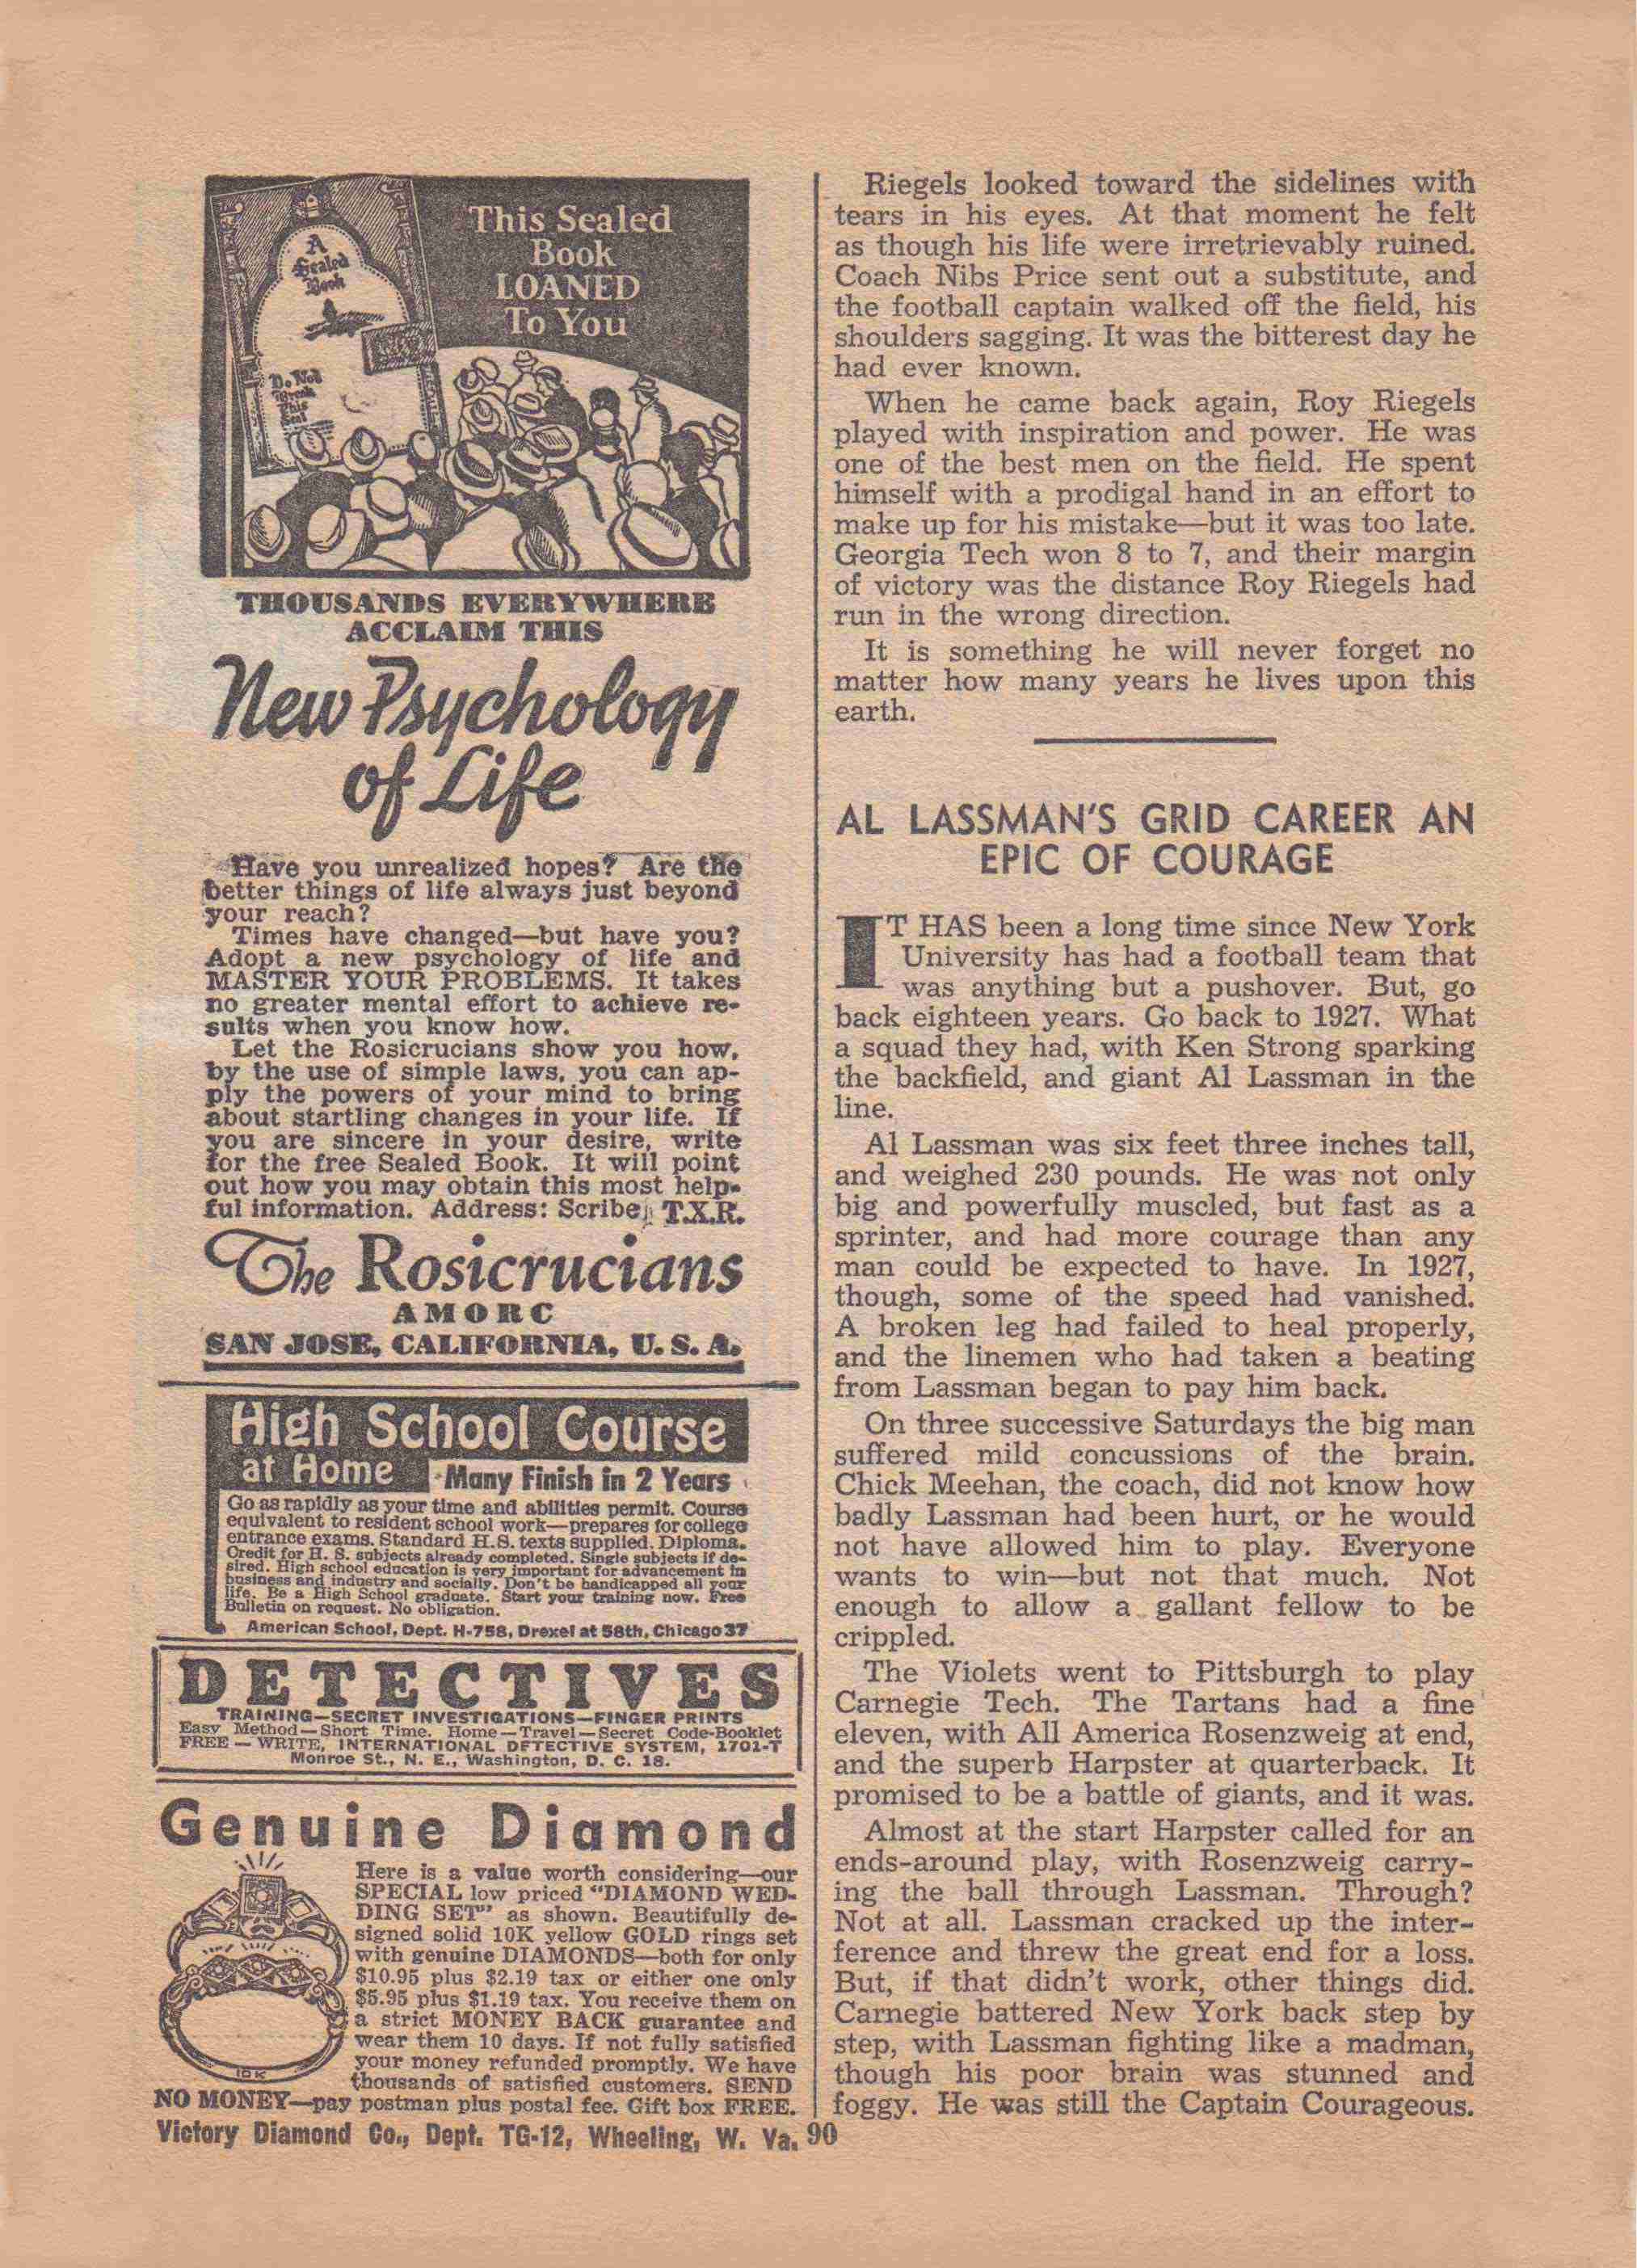 This Sealed
Book
LOANED
To You
A
Sealed
Book
Do Not
Break
This
Seal
THOUSANDS EVERYWHERE
ACCLAIM THIS
New Psychology
of Life
Have you unrealized hopes? Are the
better things of life always just beyond
your reach?
Times have changed—but have you?
Adopt a new psychology of life and
MASTER YOUR PROBLEMS. It takes
no greater mental effort to achieve re-
sults when you know how.
Let the Rosicrucians show you how,
by the use of simple laws, you can ap-
ply the powers of your mind to bring
about startling changes in your life. If
you are sincere in your desire, write
for the free Sealed Book. It will point
out how you may obtain this most help-
ful information. Address: Scribe T.X.R.
The Rosicrucians
AMORC
SAN JOSE, CALIFORNIA, U. S. A.
High School Course
at Home Many Finish in 2 Years
Go as rapidly as your time and abilities permit. Course
equivalent to resident school work—prepares for college
entrance exams. Standard H.S. texts supplied. Diploma.
Credit for H. S. subjects already completed. Single subjects if de-
sired. High school education is very important for advancement in
business and industry and socially. Don't be handicapped all your
life. Be a High School graduate. Start your training now. Free
Bulletin on request. No obligation.
American School, Dept. H-758, Drexel at 58th, Chicago 37
DETECTIVES
TRAINING—SECRET INVESTIGATIONS—FINGER PRINTS
Easy Method—Short Time. Home—Travel—Secret Code-Booklet
FREE — WRITE, INTERNATIONAL DETECTIVE SYSTEM, 1701-T
Monroe St., N. E., Washington, D. C. 18.
Genuine Diamond
Here is a value worth considering—our
SPECIAL low priced "DIAMOND WED-
DING SET" as shown. Beautifully de-
signed solid 10K yellow GOLD rings set
with genuine DIAMONDS—both for only
$10.95 plus $2.19 tax or either one only
$5.95 plus $1.19 tax. You receive them on
a strict MONEY BACK guarantee and
wear them 10 days. If not fully satisfied
your money refunded promptly. We have
thousands of satisfied customers. SEND
NO MONEY—pay postman plus postal fee. Gift box FREE.
10K
Victory Diamond Co., Dept. TG-12, Wheeling, W. Va.
Riegels looked toward the sidelines with
tears in his eyes. At that moment he felt
as though his life were irretrievably ruined.
Coach Nibs Price sent out a substitute, and
the football captain walked off the field, his
shoulders sagging. It was the bitterest day he
had ever known.
When he came back again, Roy Riegels
played with inspiration and power. He was
one of the best men on the field. He spent
himself with a prodigal hand in an effort to
make up for his mistake—but it was too late.
Georgia Tech won 8 to 7, and their margin
of victory was the distance Roy Riegels had
run in the wrong direction.
It is something he will never forget no
matter how many years he lives upon this
earth.
AL LASSMAN'S GRID CAREER AN
EPIC OF COURAGE
IT HAS been a long time since New York
University has had a football team that
was anything but a pushover. But, go
back eighteen years. Go back to 1927. What
a squad they had, with Ken Strong sparking
the backfield, and giant Al Lassman in the
line.
Al Lassman was six feet three inches tall,
and weighed 230 pounds. He was not only
big and powerfully muscled, but fast as a
sprinter, and had more courage than any
man could be expected to have. In 1927,
though, some of the speed had vanished.
A broken leg had failed to heal properly,
and the linemen who had taken a beating
from Lassman began to pay him back.
On three successive Saturdays the big man
suffered mild concussions of the brain.
Chick Meehan, the coach, did not know how
badly Lassman had been hurt, or he would
not have allowed him to play. Everyone
wants to win—but not that much. Not
enough to allow a gallant fellow to be
crippled.
The Violets went to Pittsburgh to play
Carnegie Tech. The Tartans had a fine
eleven, with All America Rosenzweig at end,
and the superb Harpster at quarterback. It
promised to be a battle of giants, and it was.
Almost at the start Harpster called for an
ends-around play, with Rosenzweig carry-
ing the ball through Lassman. Through?
Not at all. Lassman cracked up the inter-
ference and threw the great end for a loss.
But, if that didn't work, other things did.
Carnegie battered New York back step by
step, with Lassman fighting like a madman,
though his poor brain was stunned and
foggy. He was still the Captain Courageous.
90